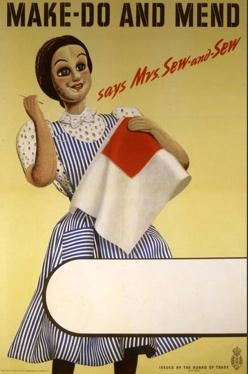 MAKE-DO AND MEND
says Mrs. Sew-and-Sew
ISSUED BY THE BOARD OF TRADE